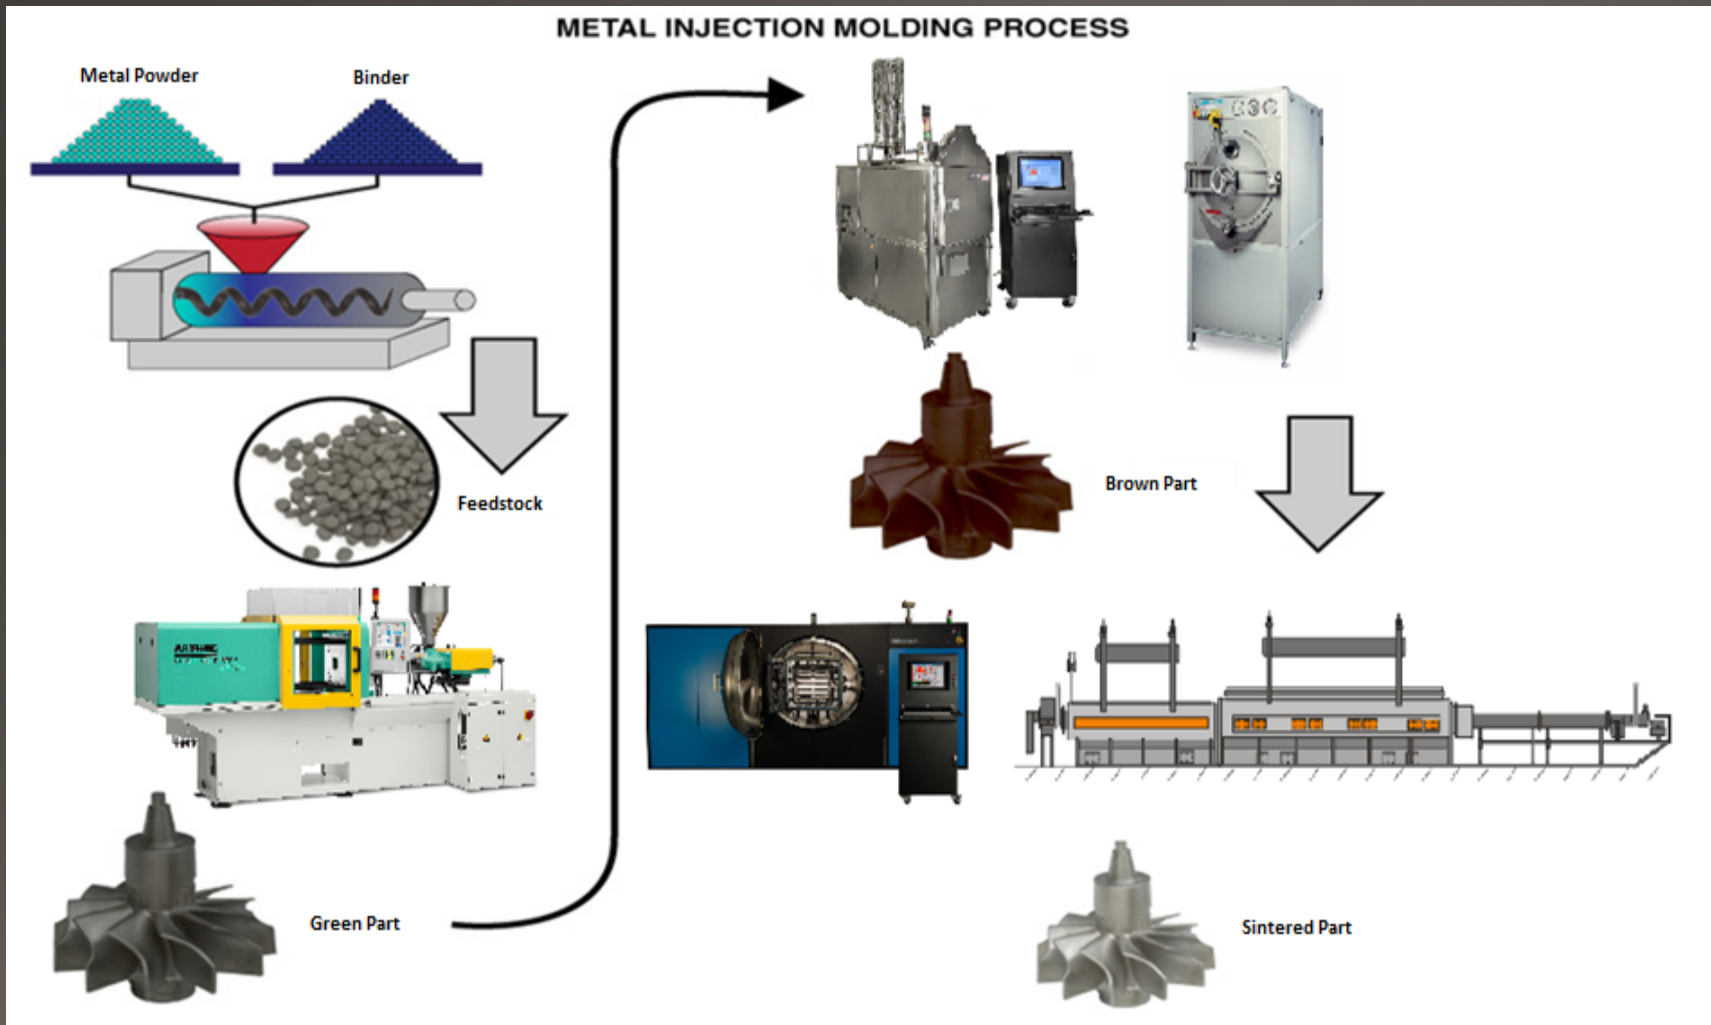 METAL INJECTION MOLDING PROCESS
Metal Powder
Binder
Feedstock
Green Part
Brown Part
Sintered Part